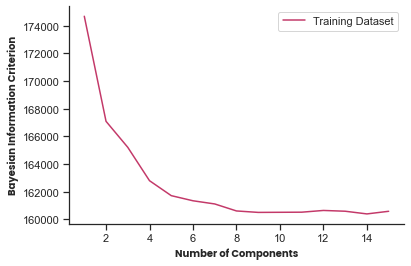 Training Dataset
Bayesian Information Criterion
174000
172000
170000
168000
166000
164000
162000
160000
2 4 6 8 10 12 14
Number of Components